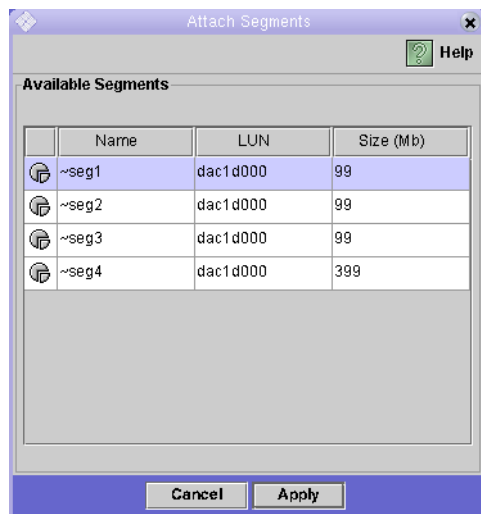 Attach Segments
Help
Available Segments
Name LUN Size (Mb)
~seg1 dac1d000 99
~seg2 dac1d000 99
~seg3 dac1d000 99
~seg4 dac1d000 399
Cancel Apply